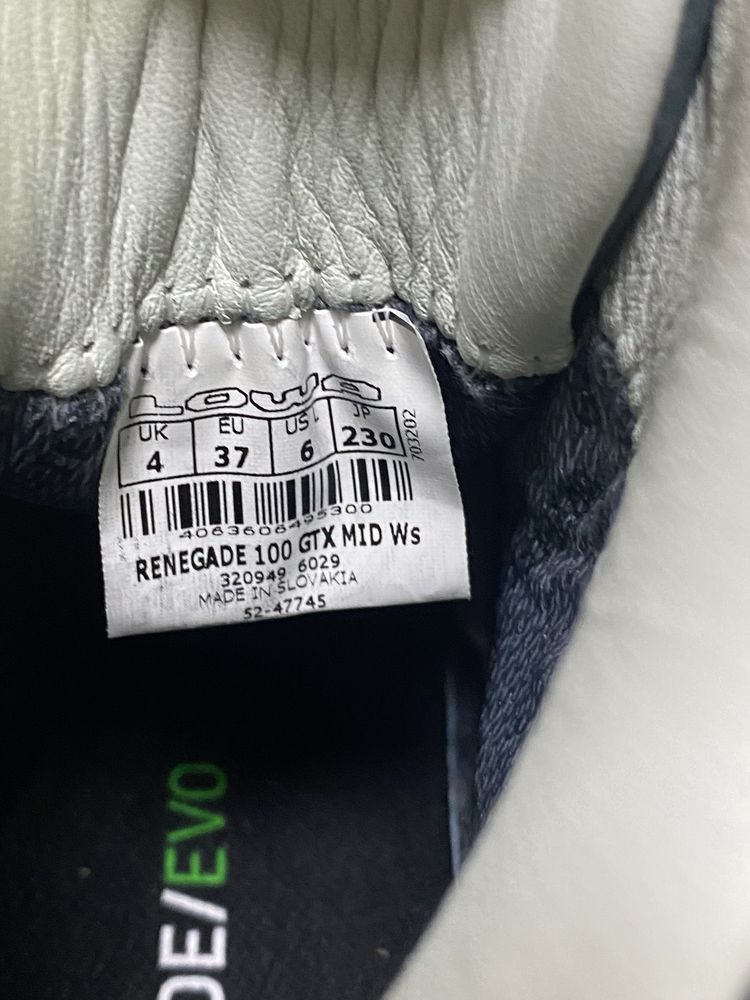 LOWA
UK EU US L JP
4 37 6 230
703202
4063606495300
RENEGADE 100 GTX MID Ws
320949 6029
MADE IN SLOVAKIA
52-47745
DE/EVO